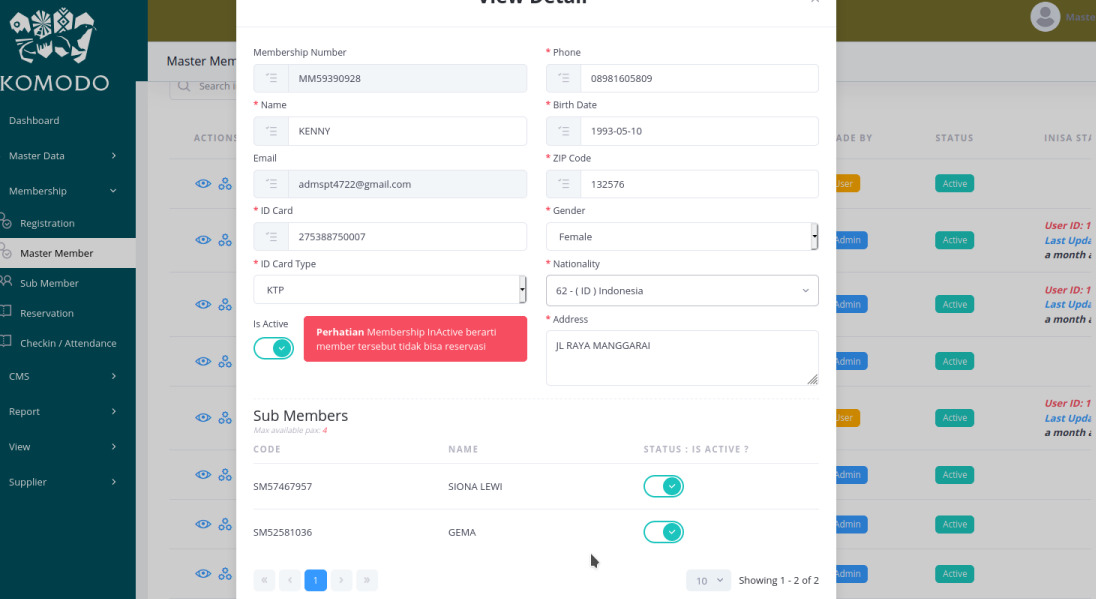 View Detail
KOMODO
Dashboard
Master Data
Membership
Registration
Master Member
Sub Member
Reservation
Checkin / Attendance
CMS
Report
View
Supplier
Master Mem
Search i
ACTIONS
Membership Number
MM59390928
* Name
KENNY
Email
admspt4722@gmail.com
* ID Card
275388750007
* ID Card Type
KTP
Is Active
Perhatian Membership InActive berarti
member tersebut tidak bisa reservasi
* Phone
08981605809
* Birth Date
1993-05-10
* ZIP Code
132576
* Gender
Female
* Nationality
62 - ( ID ) Indonesia
* Address
JL RAYA MANGGARAI
Sub Members
Max available pax: 4
CODE NAME STATUS : IS ACTIVE ?
SM57467957 SIONA LEWI
SM52581036 GEMA
« ‹ 1 › »
10 Showing 1 - 2 of 2
Maste
ADE BY STATUS INISA STA
User Active
Admin Active
User ID: 1
Last Upda
a month a
Admin Active
User ID: 1
Last Upda
a month a
Admin Active
User Active
User ID: 1
Last Upda
a month a
Admin Active
Admin Active
Admin Active